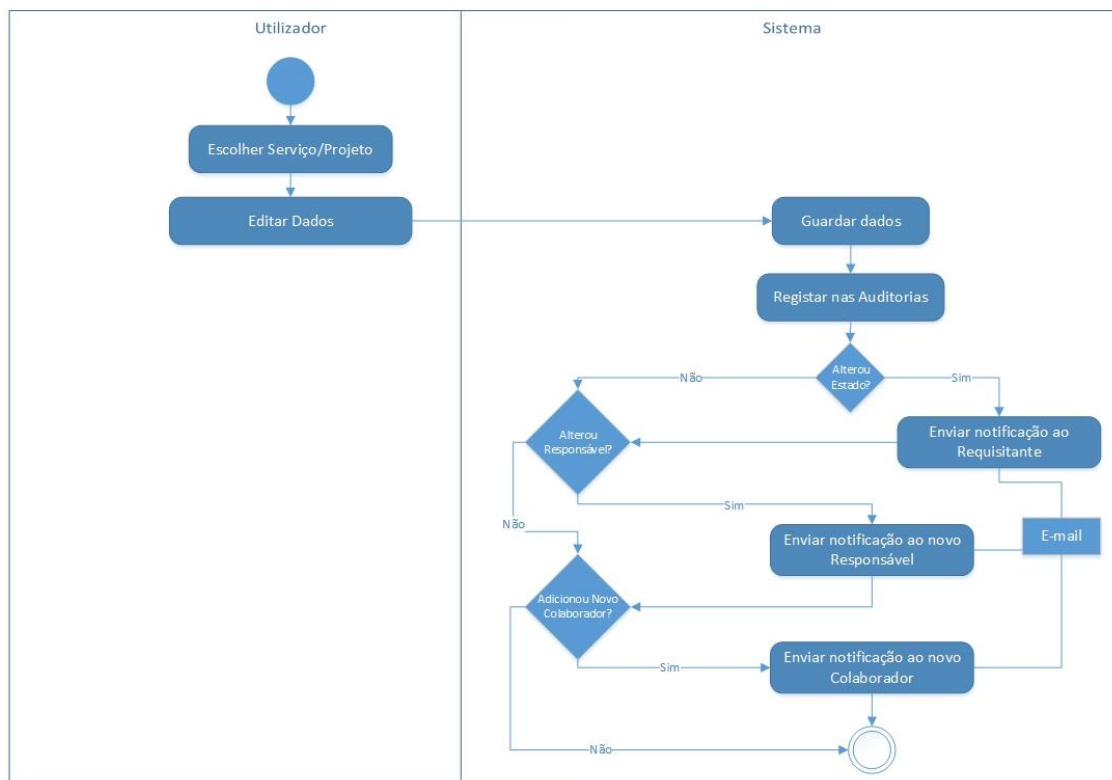 Utilizador
Sistema
Escolher Serviço/Projeto
Editar Dados
Guardar dados
Registar nas Auditorias
Alterou
Estado?
Não
Sim
Enviar notificação ao
Requisitante
Alterou
Responsável?
Sim
Não
Enviar notificação ao novo
Responsável
E-mail
Adicionou Novo
Colaborador?
Sim
Enviar notificação ao novo
Colaborador
Não